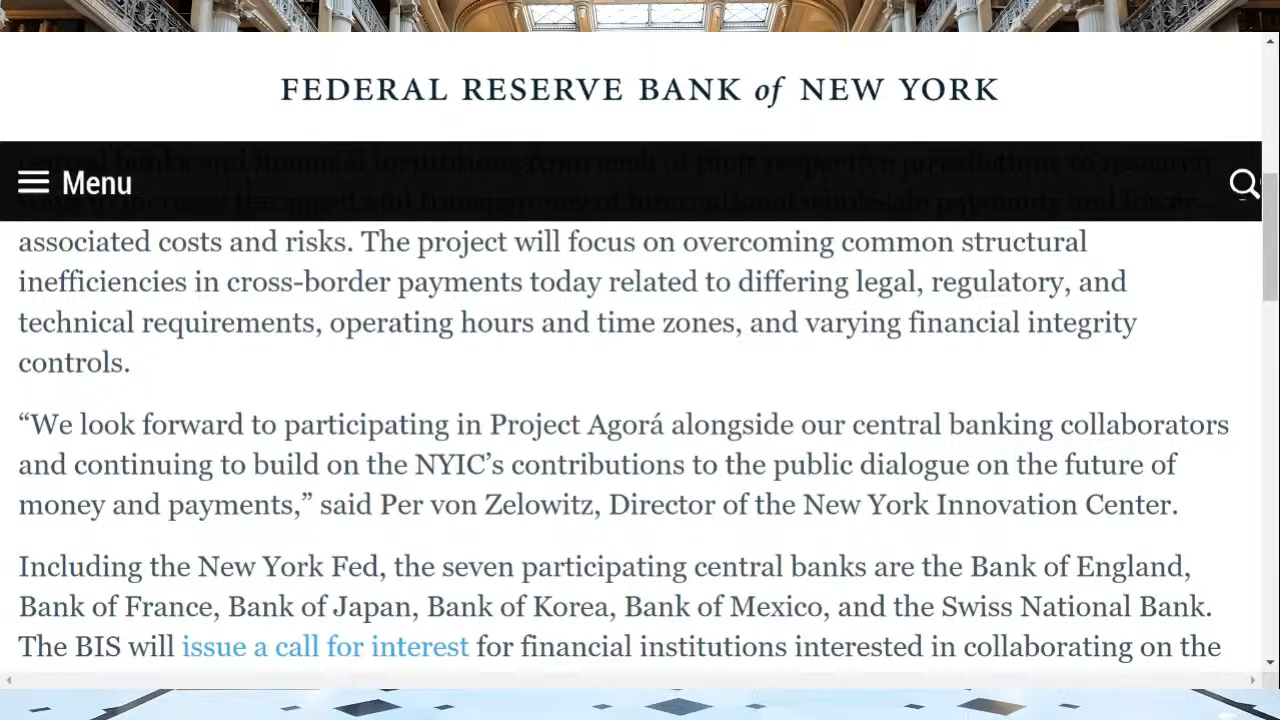 FEDERAL RESERVE BANK of NEW YORK
Menu
associated costs and risks. The project will focus on overcoming common structural
inefficiencies in cross-border payments today related to differing legal, regulatory, and
technical requirements, operating hours and time zones, and varying financial integrity
controls.
“We look forward to participating in Project Agorá alongside our central banking collaborators
and continuing to build on the NYIC’s contributions to the public dialogue on the future of
money and payments,” said Per von Zelowitz, Director of the New York Innovation Center.
Including the New York Fed, the seven participating central banks are the Bank of England,
Bank of France, Bank of Japan, Bank of Korea, Bank of Mexico, and the Swiss National Bank.
The BIS will issue a call for interest for financial institutions interested in collaborating on the